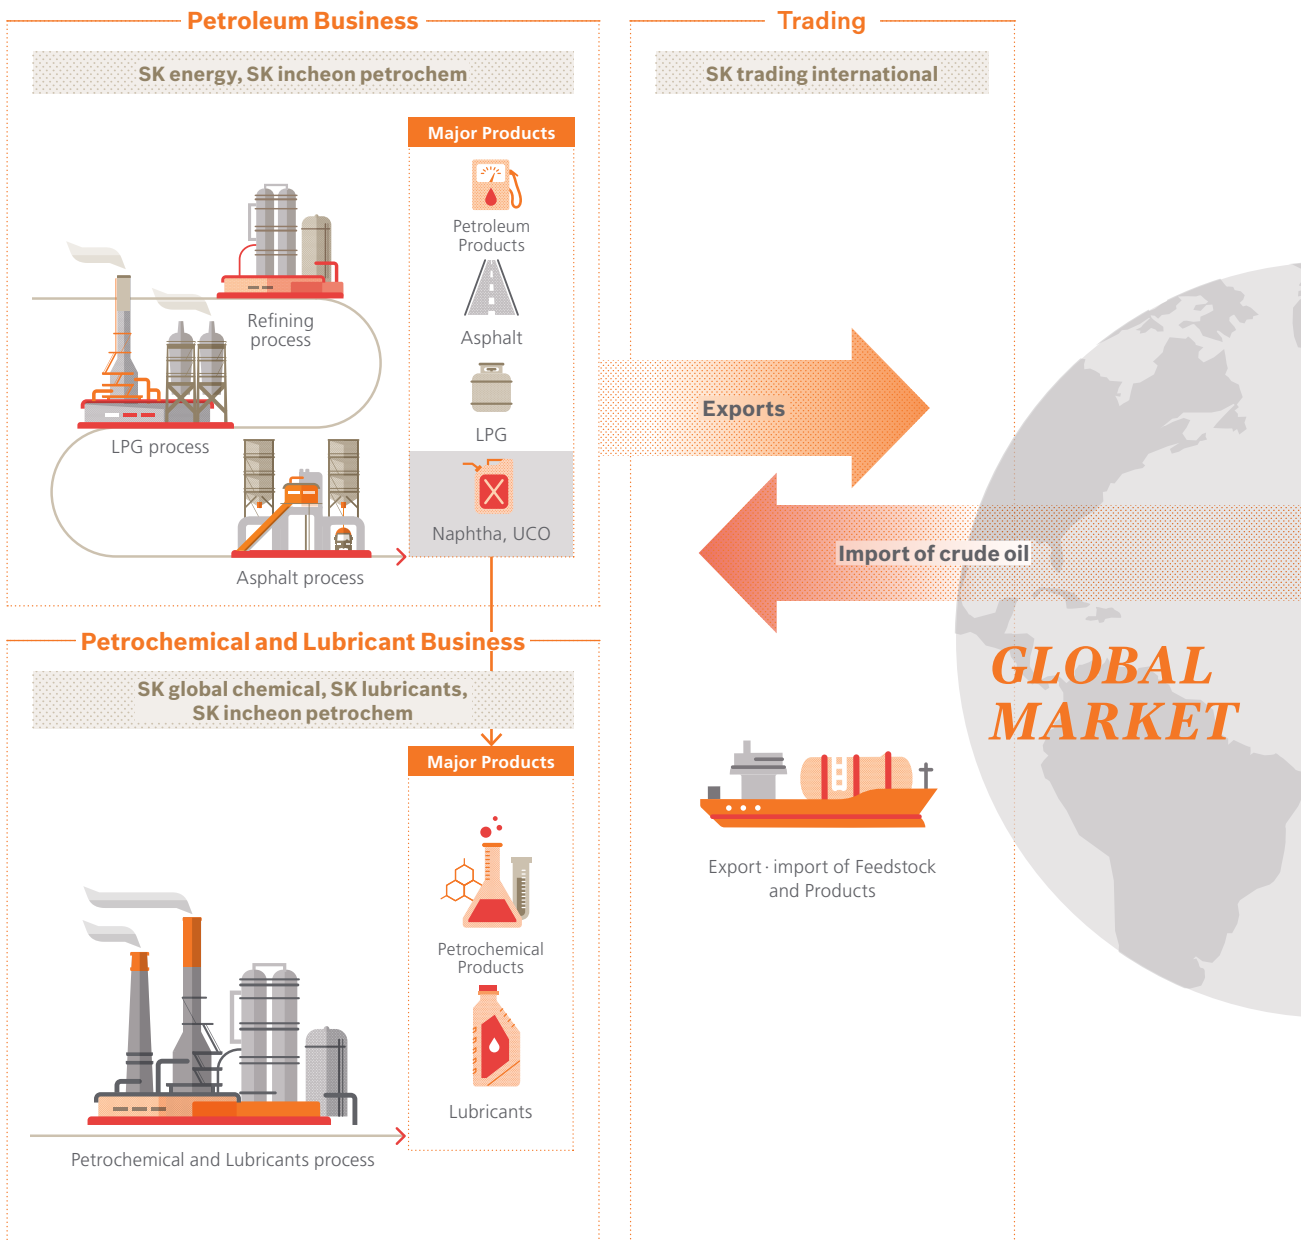 Petroleum Business
SK energy, SK incheon petrochem
Major Products
Petroleum
Products
Asphalt
LPG
Naphtha, UCO
Refining
process
LPG process
Asphalt process
Petrochemical and Lubricant Business
SK global chemical, SK lubricants,
SK incheon petrochem
Major Products
Petrochemical
Products
Lubricants
Petrochemical and Lubricants process
Trading
SK trading international
Exports
Import of crude oil
GLOBAL
MARKET
Export · import of Feedstock
and Products